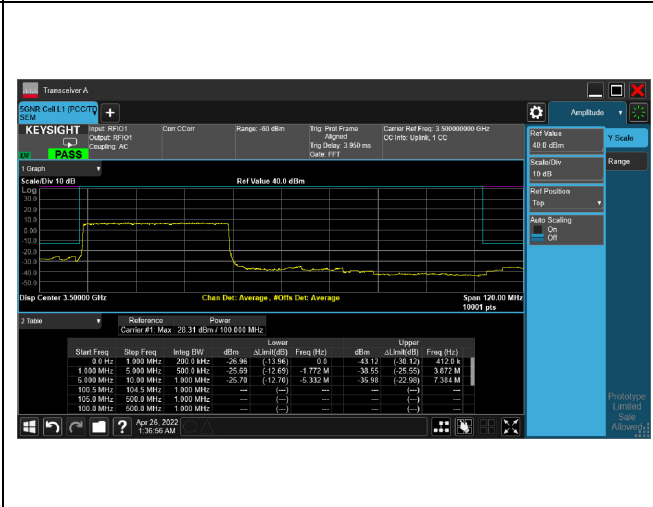 Transceiver A
5GNR Cell L1 (PCC/TD
SEM
KEYSIGHT
PASS
Input: RFIO1
Output: RFIO1
Coupling: AC
Corr CCorr
Range: -60 dBm
Trig: Prot Frame
Aligned
Trig Delay: 3.950 ms
Gate: FFT
Carrier Ref Freq: 3.500000000 GHz
CC Info: Uplink, 1 CC
Amplitude
Y Scale
Range
Ref Value
40.0 dBm
Scale/Div
10 dB
Ref Position
Top
Auto Scaling
On
Off
1 Graph
Scale/Div 10 dB
Ref Value 40.0 dBm
Log
30.0
20.0
10.0
0.00
-10.0
-20.0
-30.0
-40.0
-50.0
Disp Center 3.50000 GHz
Chan Det: Average, #Offs Det: Average
Span 120.00 MHz
10001 pts
2 Table
Reference Power
Carrier #1: Max 28.31 dBm / 100.000 MHz
Lower Upper
Start Freq Stop Freq Integ BW dBm ΔLimit(dB) Freq (Hz) dBm ΔLimit(dB) Freq (Hz)
0.0 Hz 1.000 MHz 200.0 kHz -26.96 (-13.96) 0.0 -43.12 (-30.12) 412.0 k
1.000 MHz 5.000 MHz 500.0 kHz -25.69 (-12.69) -1.772 M -38.55 (-25.55) 3.872 M
5.000 MHz 10.00 MHz 1.000 MHz -25.70 (-12.70) -5.332 M -35.98 (-22.98) 7.384 M
100.5 MHz 104.5 MHz 1.000 MHz --- (---) --- --- (---) ---
105.0 MHz 500.0 MHz 1.000 MHz --- (---) --- --- (---) ---
100.0 MHz 500.0 MHz 1.000 MHz --- (---) --- --- (---) ---
Prototype
Limited
Sale
Allowed
Apr 26, 2022
1:36:56 AM